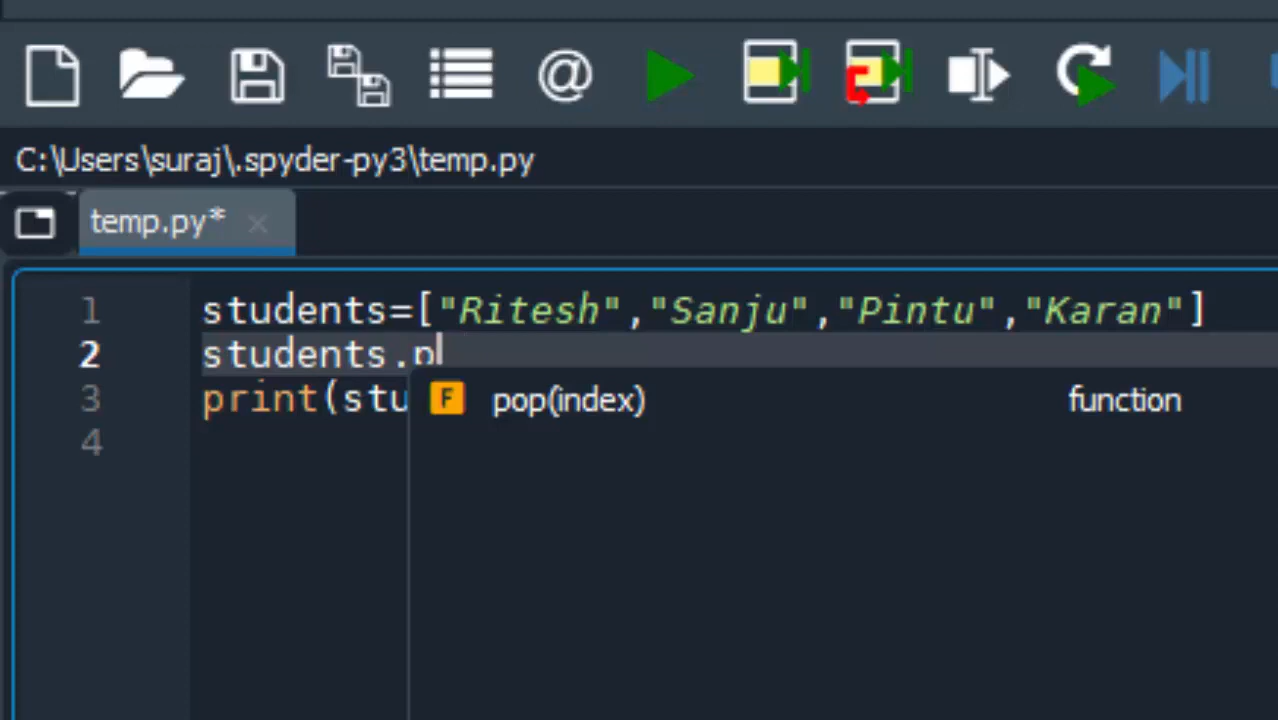 C:\Users\suraj\.spyder-py3\temp.py
temp.py*
1 students=["Ritesh","Sanju","Pintu","Karan"]
2 students.p
3 print(stu
F pop(index) function
4